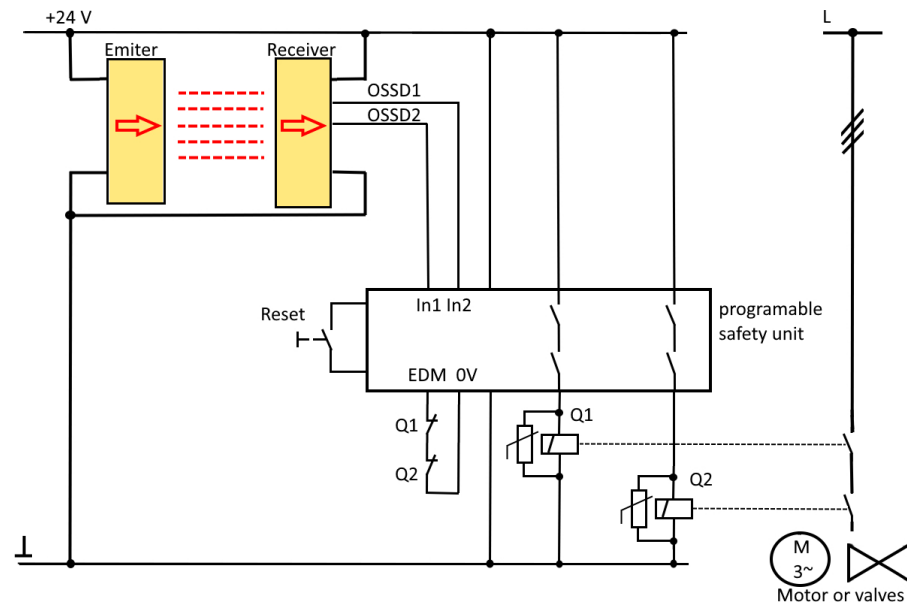 +24 V
L
Emiter
Receiver
OSSD1
OSSD2
In1 In2
Reset
programable
safety unit
EDM 0V
Q1
Q1
Q2
Q2
M
3~
Motor or valves